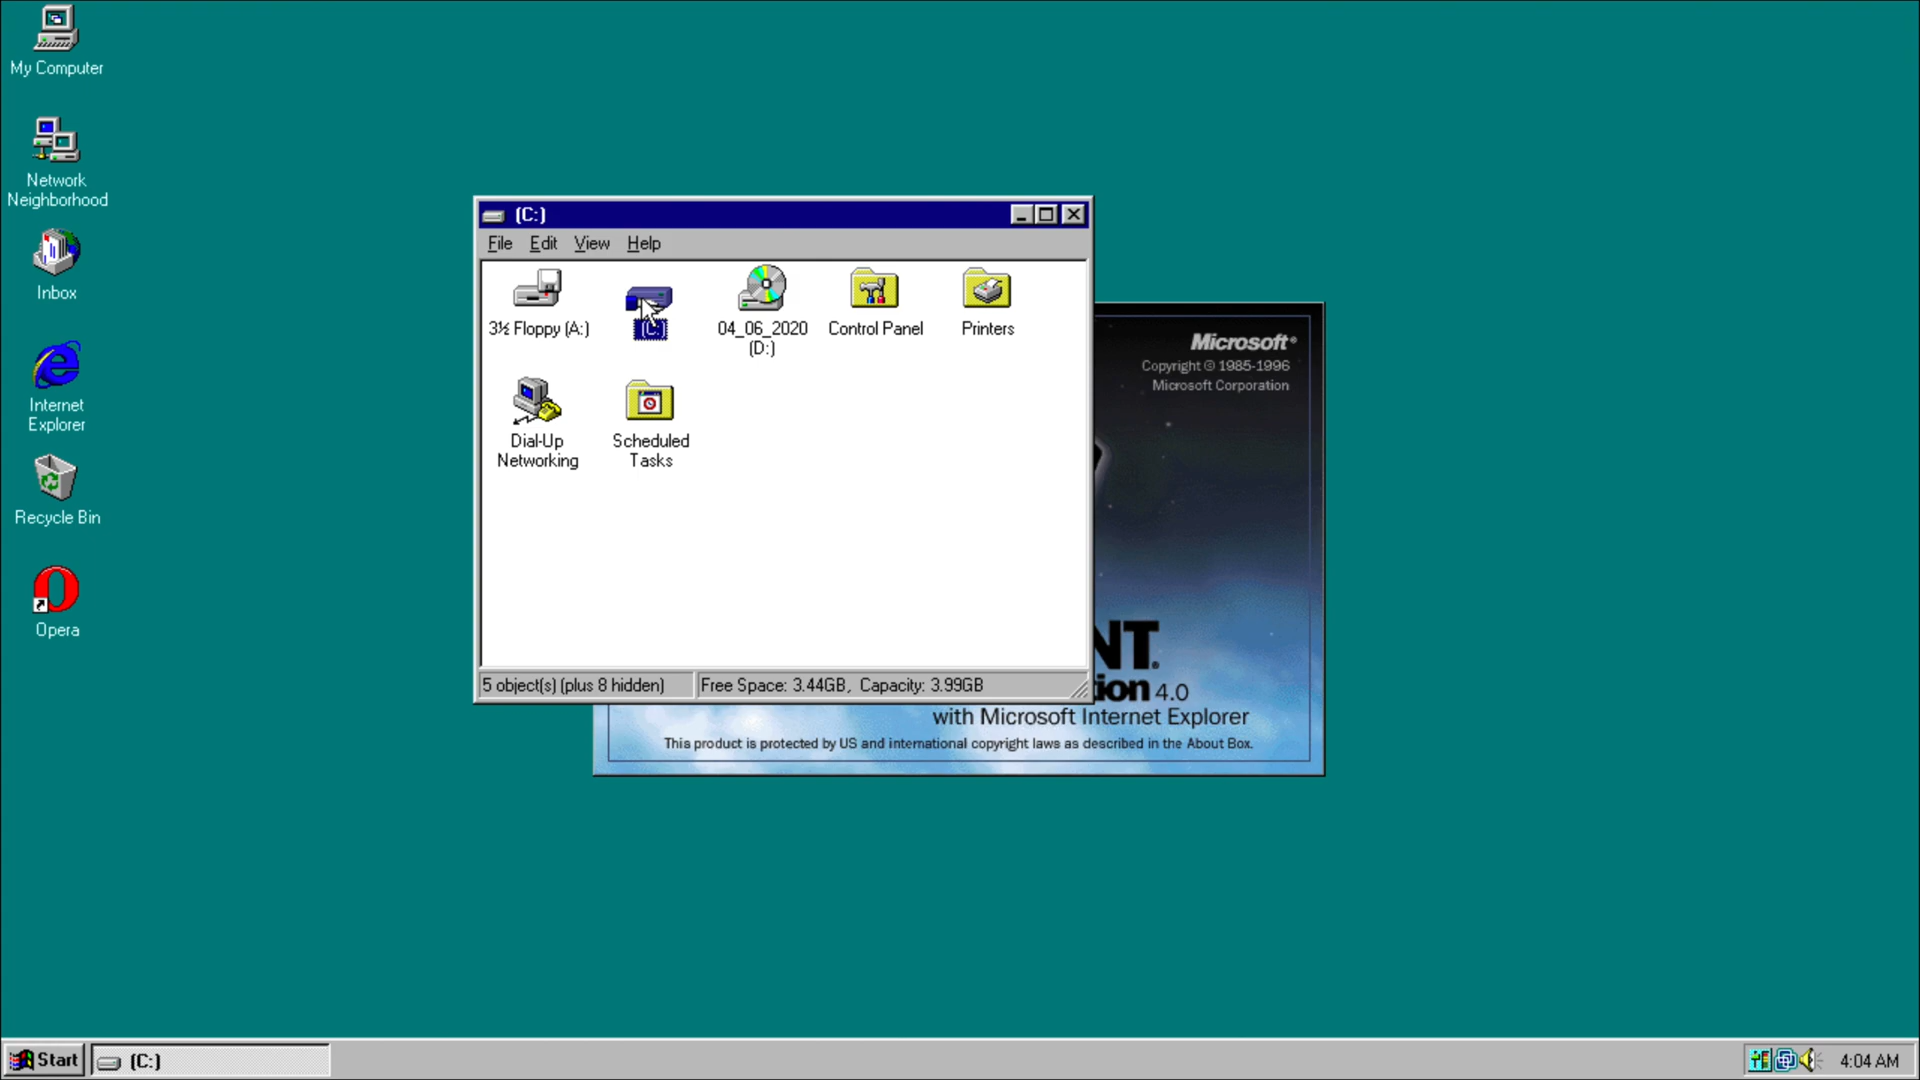 My Computer
Network
Neighborhood
Inbox
Internet
Explorer
Recycle Bin
Opera
(C:)
File Edit View Help
3½ Floppy (A:)
(C:)
04_06_2020
(D:)
Control Panel
Printers
Dial-Up
Networking
Scheduled
Tasks
5 object(s) (plus 8 hidden)
Free Space: 3.44GB, Capacity: 3.99GB
Microsoft®
Copyright © 1985-1996
Microsoft Corporation
NT.
ion 4.0
with Microsoft Internet Explorer
This product is protected by US and international copyright laws as described in the About Box.
Start
(C:)
4:04 AM